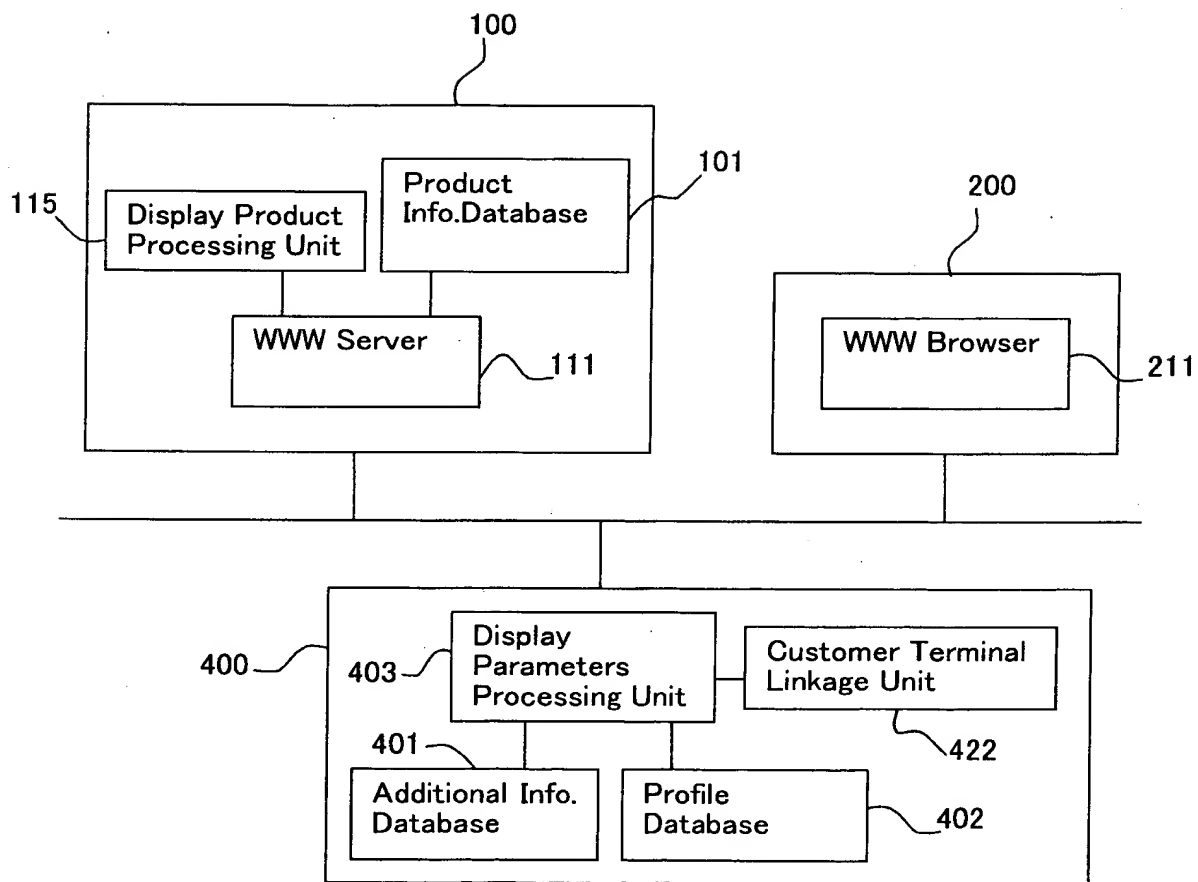 100
115
Display Product
Processing Unit
Product
Info.Database
101
WWW Server
111
200
WWW Browser
211
400
403
Display
Parameters
Processing Unit
Customer Terminal
Linkage Unit
422
401
Additional Info.
Database
Profile
Database
402